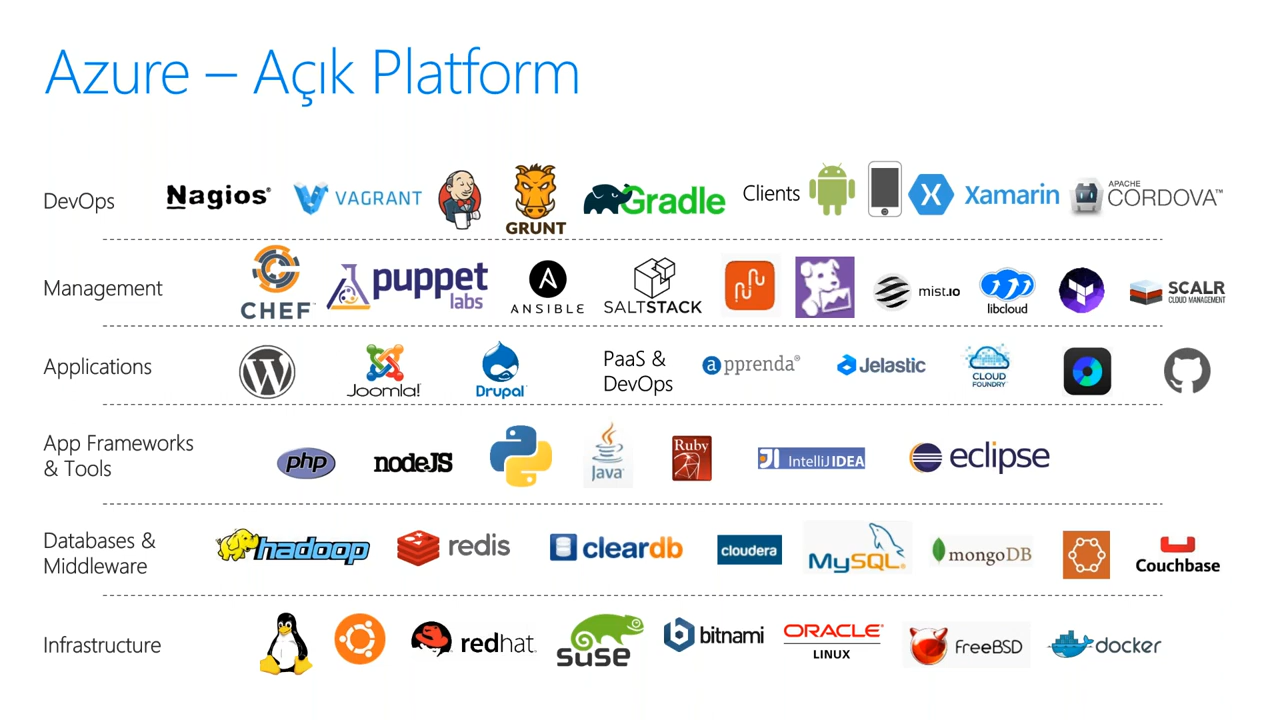 Azure – Açık Platform
DevOps
Nagios®
VAGRANT
GRUNT
Gradle
Clients
X
Xamarin
APACHE
CORDOVA™
Management
CHEF™
puppet
labs
A
ANSIBLE
SALTSTACK
mist.io
libcloud
SCALR
CLOUD MANAGEMENT
Applications
W
Joomla!
Drupal
PaaS &
DevOps
apprenda®
Jelastic
CLOUD
FOUNDRY
App Frameworks
& Tools
php
nodeJS
Java
Ruby
JI IntelliJ IDEA
eclipse
Databases &
Middleware
hadoop
redis
cleardb
cloudera
MySQL
mongoDB
Couchbase
Infrastructure
redhat.
suse
b bitnami
ORACLE®
LINUX
FreeBSD
docker